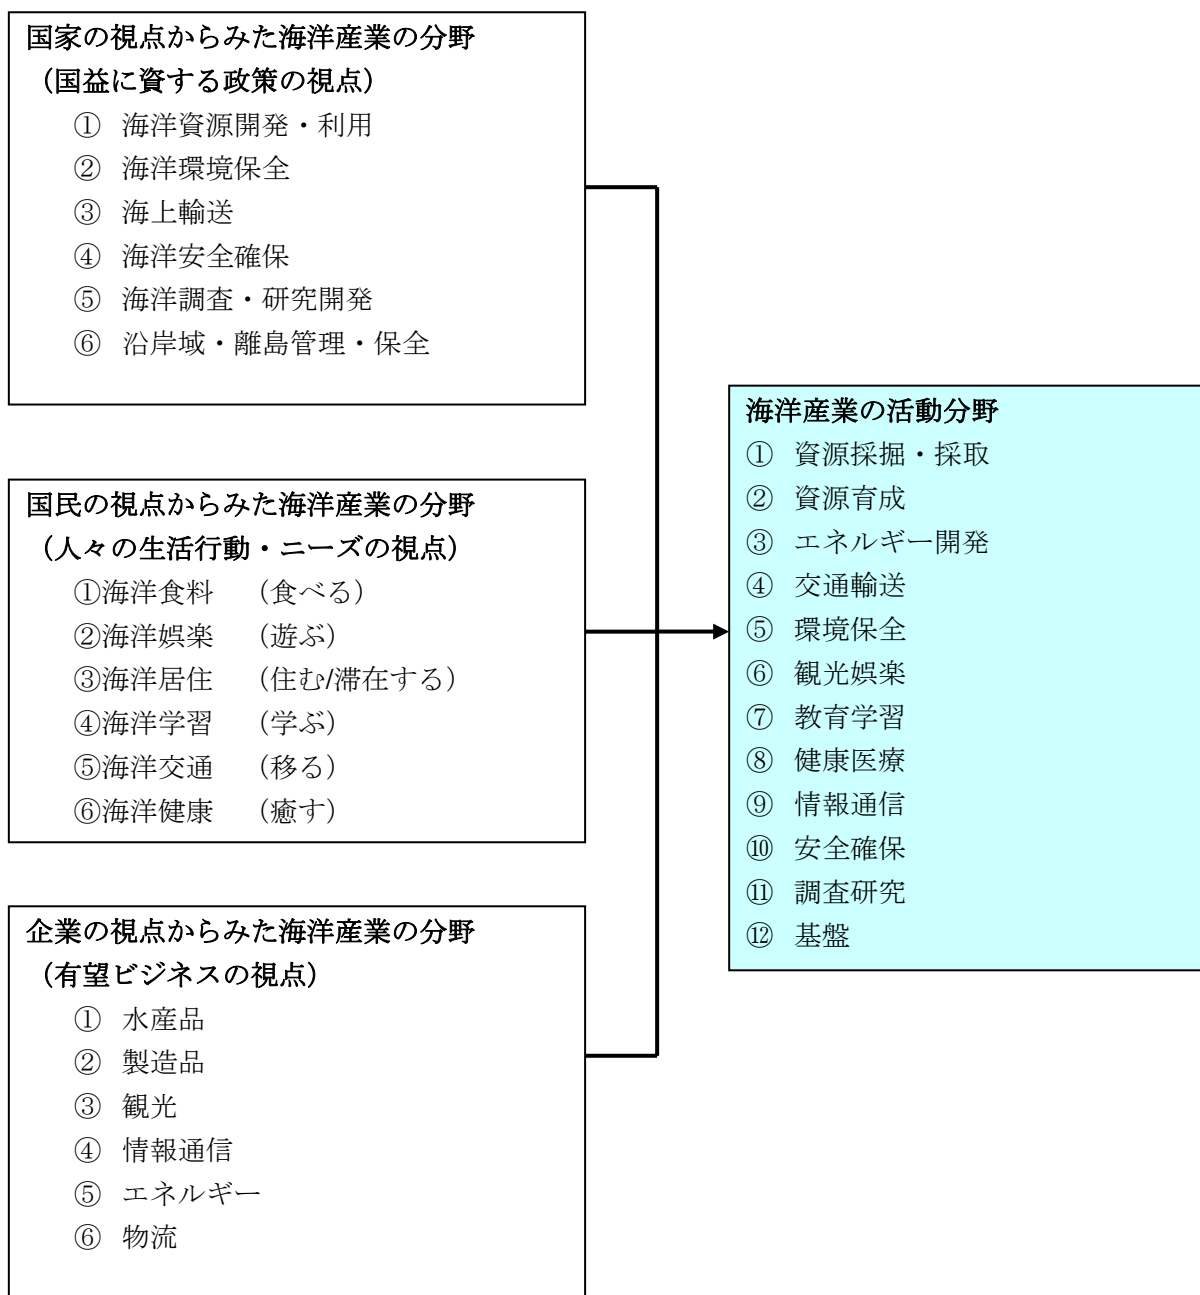 国家の視点からみた海洋産業の分野
（国益に資する政策の視点）
① 海洋資源開発・利用
② 海洋環境保全
③ 海上輸送
④ 海洋安全確保
⑤ 海洋調査・研究開発
⑥ 沿岸域・離島管理・保全
国民の視点からみた海洋産業の分野
（人々の生活行動・ニーズの視点）
①海洋食料 （食べる）
②海洋娯楽 （遊ぶ）
③海洋居住 （住む/滞在する）
④海洋学習 （学ぶ）
⑤海洋交通 （移る）
⑥海洋健康 （癒す）
企業の視点からみた海洋産業の分野
（有望ビジネスの視点）
① 水産品
② 製造品
③ 観光
④ 情報通信
⑤ エネルギー
⑥ 物流
海洋産業の活動分野
① 資源採掘・採取
② 資源育成
③ エネルギー開発
④ 交通輸送
⑤ 環境保全
⑥ 観光娯楽
⑦ 教育学習
⑧ 健康医療
⑨ 情報通信
⑩ 安全確保
⑪ 調査研究
⑫ 基盤